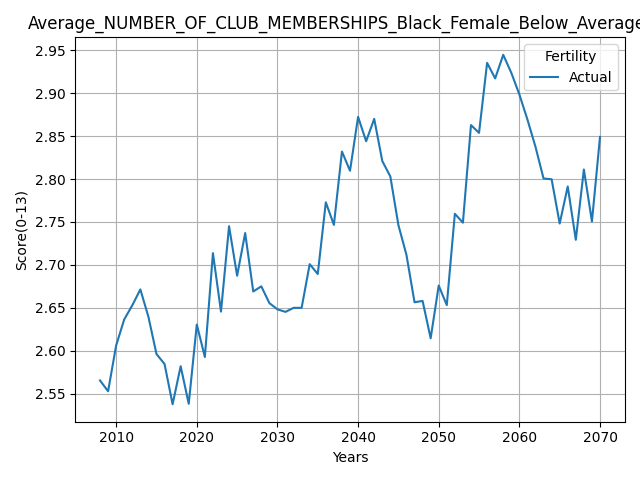 Average_NUMBER_OF_CLUB_MEMBERSHIPS_Black_Female_Below_Average
Fertility
Actual
2.95
2.90
2.85
2.80
2.75
2.70
2.65
2.60
2.55
Score(0-13)
2010 2020 2030 2040 2050 2060 2070
Years